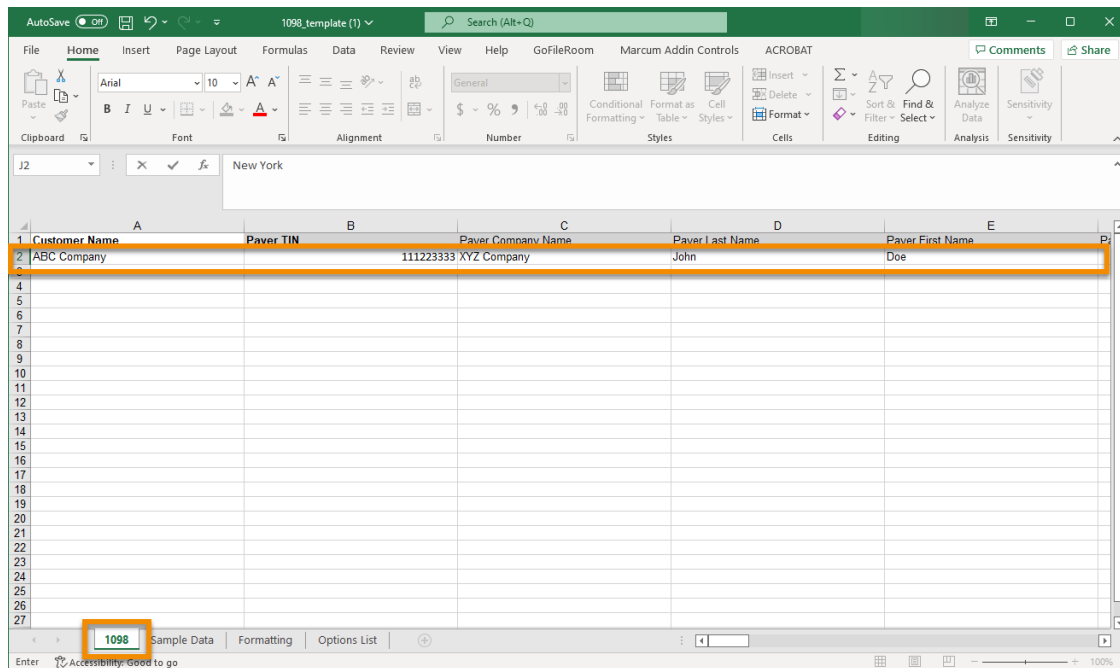 AutoSave Off 1098_template (1) Search (Alt+Q)
File Home Insert Page Layout Formulas Data Review View Help GoFileRoom Marcum Addin Controls ACROBAT Comments Share
Paste Arial 10 A^ A˅ ab General Conditional Formatting Format as Table Cell Styles Insert Delete Format Sort & Filter Find & Select Analyze Data Sensitivity
B I U A $ % 9
Clipboard Font Alignment Number Styles Cells Editing Analysis Sensitivity
J2 fx New York
A B C D E
1 Customer Name Payer TIN Payer Company Name Payer Last Name Payer First Name
2 ABC Company 111223333 XYZ Company John Doe
3
4
5
6
7
8
9
10
11
12
13
14
15
16
17
18
19
20
21
22
23
24
25
26
27
1098 Sample Data Formatting Options List
Enter Accessibility: Good to go 100%